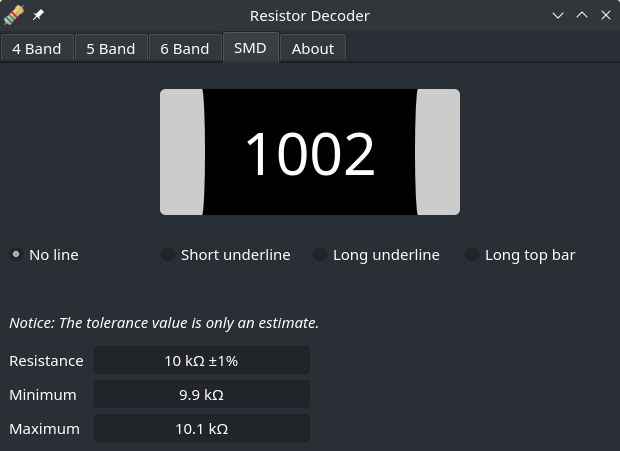 Resistor Decoder
4 Band 5 Band 6 Band SMD About
1002
No line Short underline Long underline Long top bar
Notice: The tolerance value is only an estimate.
Resistance 10 kΩ ±1%
Minimum 9.9 kΩ
Maximum 10.1 kΩ